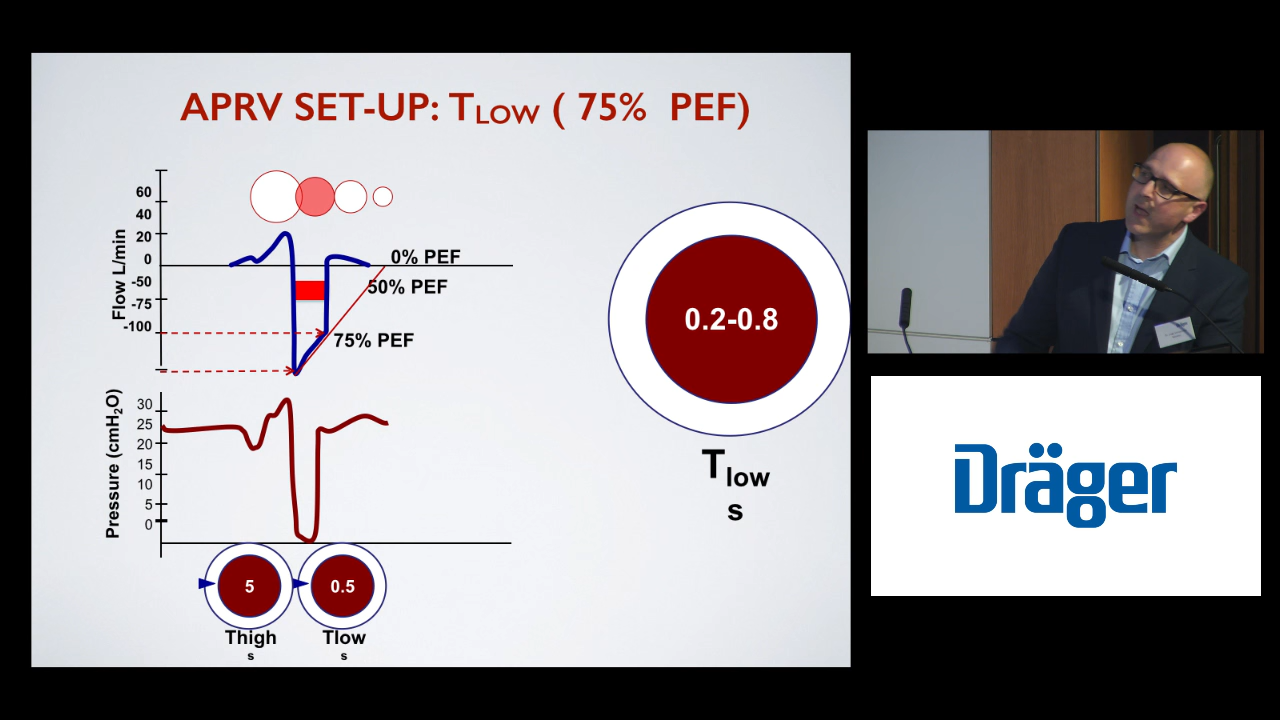 APRV SET-UP: TLOW ( 75% PEF)
60
40
20
0
-50
-75
-100
Flow L/min
0% PEF
50% PEF
75% PEF
30
25
20
15
10
5
0
Pressure (cmH2O)
5
0.5
Thigh
s
Tlow
s
0.2-0.8
Tlow
s
Dräger